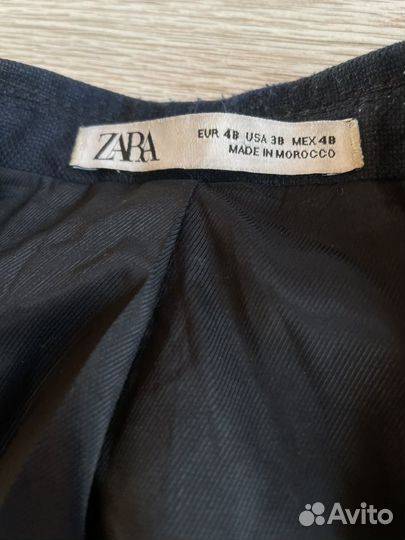 ZARA
EUR 48 USA 38 MEX 48
MADE IN MOROCCO
Avito